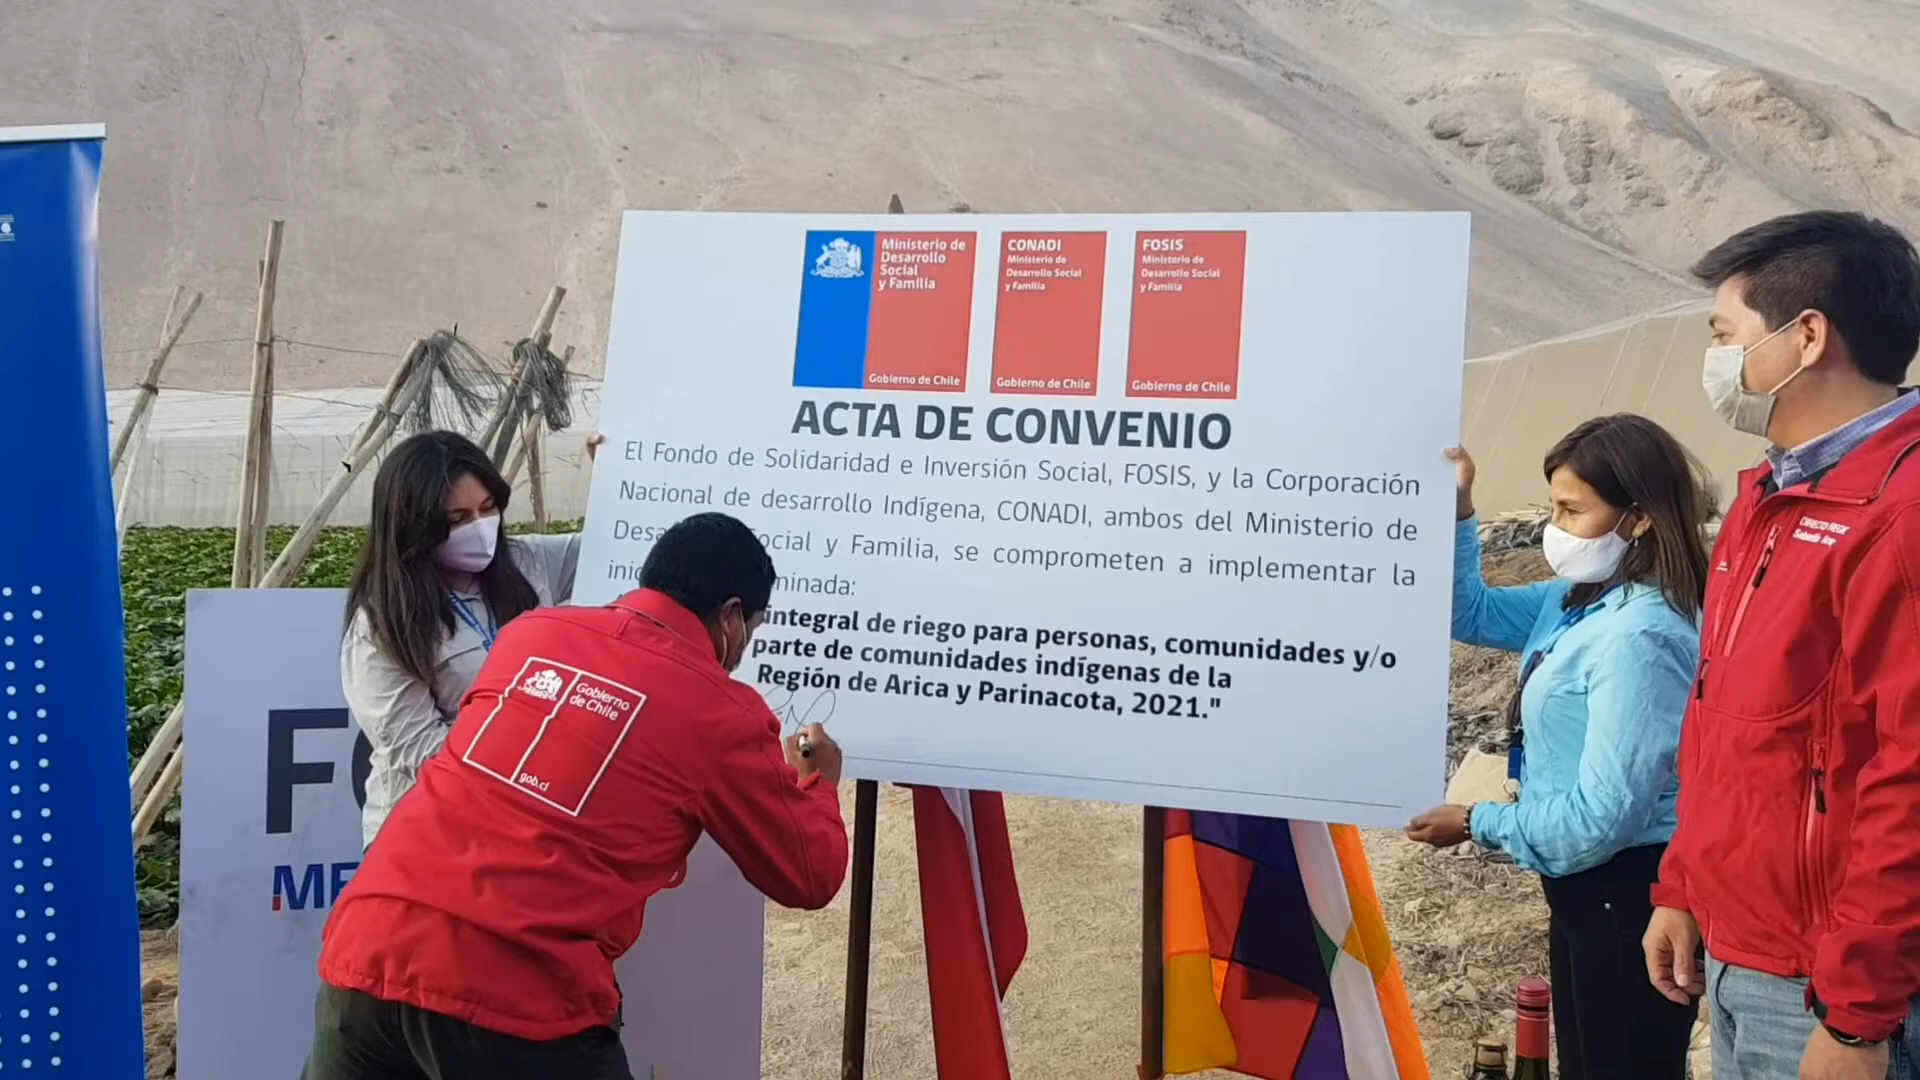 Ministerio de
Desarrollo
Social
y Familia
Gobierno de Chile
CONADI
Ministerio de
Desarrollo Social
y Familia
Gobierno de Chile
FOSIS
Ministerio de
Desarrollo Social
y Familia
Gobierno de Chile
ACTA DE CONVENIO
El Fondo de Solidaridad e Inversión Social, FOSIS, y la Corporación
Nacional de desarrollo Indígena, CONADI, ambos del Ministerio de
Desa ocial y Familia, se comprometen a implementar la
inic minada:
integral de riego para personas, comunidades y/o
parte de comunidades indígenas de la
Región de Arica y Parinacota, 2021."
Gobierno
de Chile
gob.cl
F
ME
Sebastián